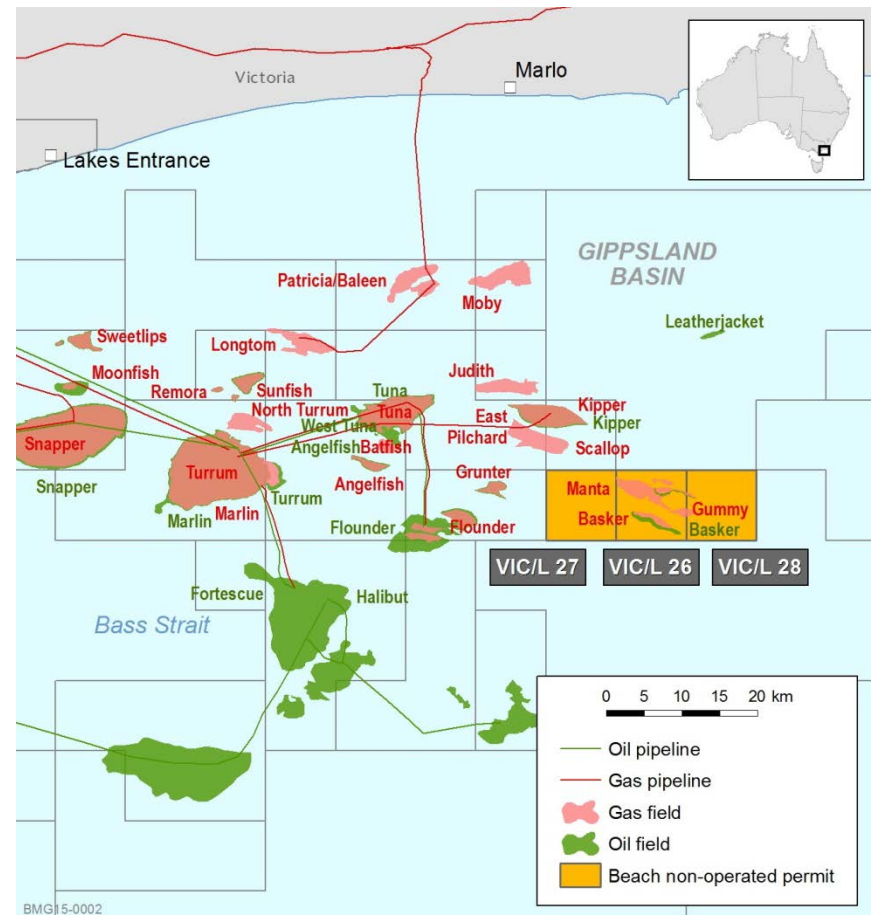 Victoria
Marlo
Lakes Entrance
GIPPSLAND
BASIN
Patricia/Baleen
Moby
Leatherjacket
Sweetlips
Longtom
Moonfish
Remora
Sunfish
Judith
Tuna
North Turrum
Tuna
East
Pilchard
Kipper
Kipper
West Tuna
Snapper
Angelfish
Batfish
Scallop
Turrum
Angelfish
Grunter
Snapper
Turrum
Manta
Marlin
Marlin
Gummy
Flounder
Flounder
Basker
Basker
VIC/L 27
VIC/L 26
VIC/L 28
Fortescue
Halibut
Bass Strait
0 5 10 15 20 km
Oil pipeline
Gas pipeline
Gas field
Oil field
Beach non-operated permit
BMG15-0002